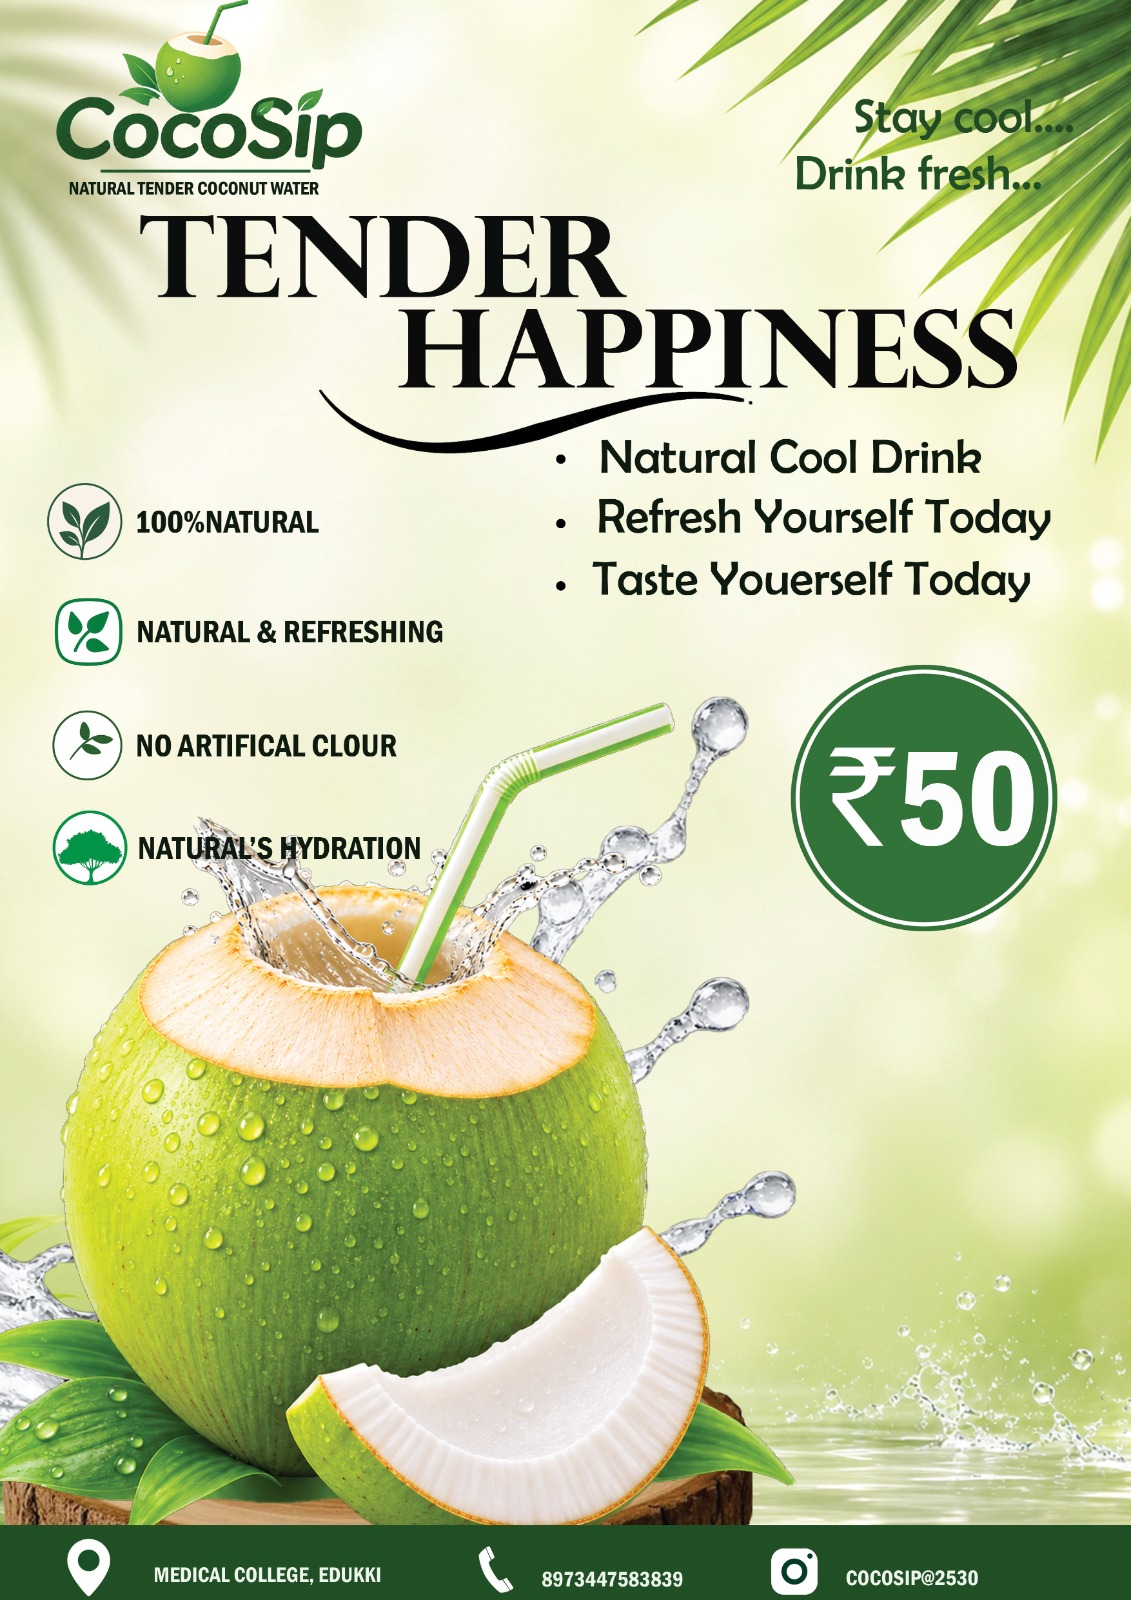 CocoSip
NATURAL TENDER COCONUT WATER
Stay cool....
Drink fresh...
TENDER
HAPPINESS
• Natural Cool Drink
• Refresh Yourself Today
• Taste Youerself Today
100%NATURAL
NATURAL & REFRESHING
NO ARTIFICAL CLOUR
NATURAL'S HYDRATION
₹50
MEDICAL COLLEGE, EDUKKI
8973447583839
COCOSIP@2530